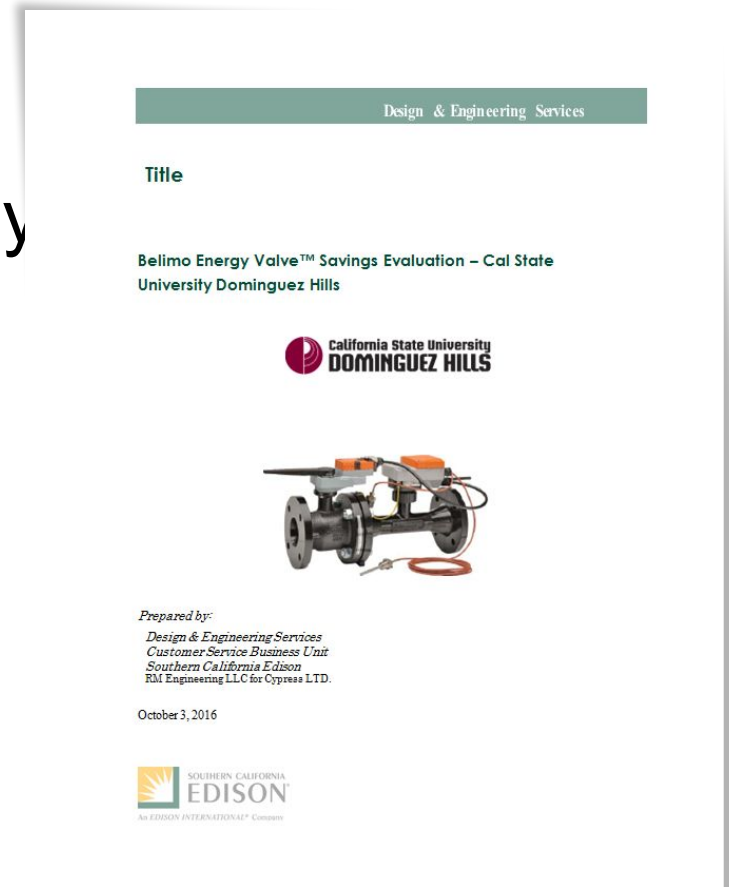 Design & Engineering Services
Title
y
Belimo Energy Valve™ Savings Evaluation – Cal State
University Dominguez Hills
California State University
DOMINGUEZ HILLS
Prepared by:
Design & Engineering Services
Customer Service Business Unit
Southern California Edison
RM Engineering LLC for Cypress LTD.
October 3, 2016
SOUTHERN CALIFORNIA
EDISON®
An EDISON INTERNATIONAL® Company